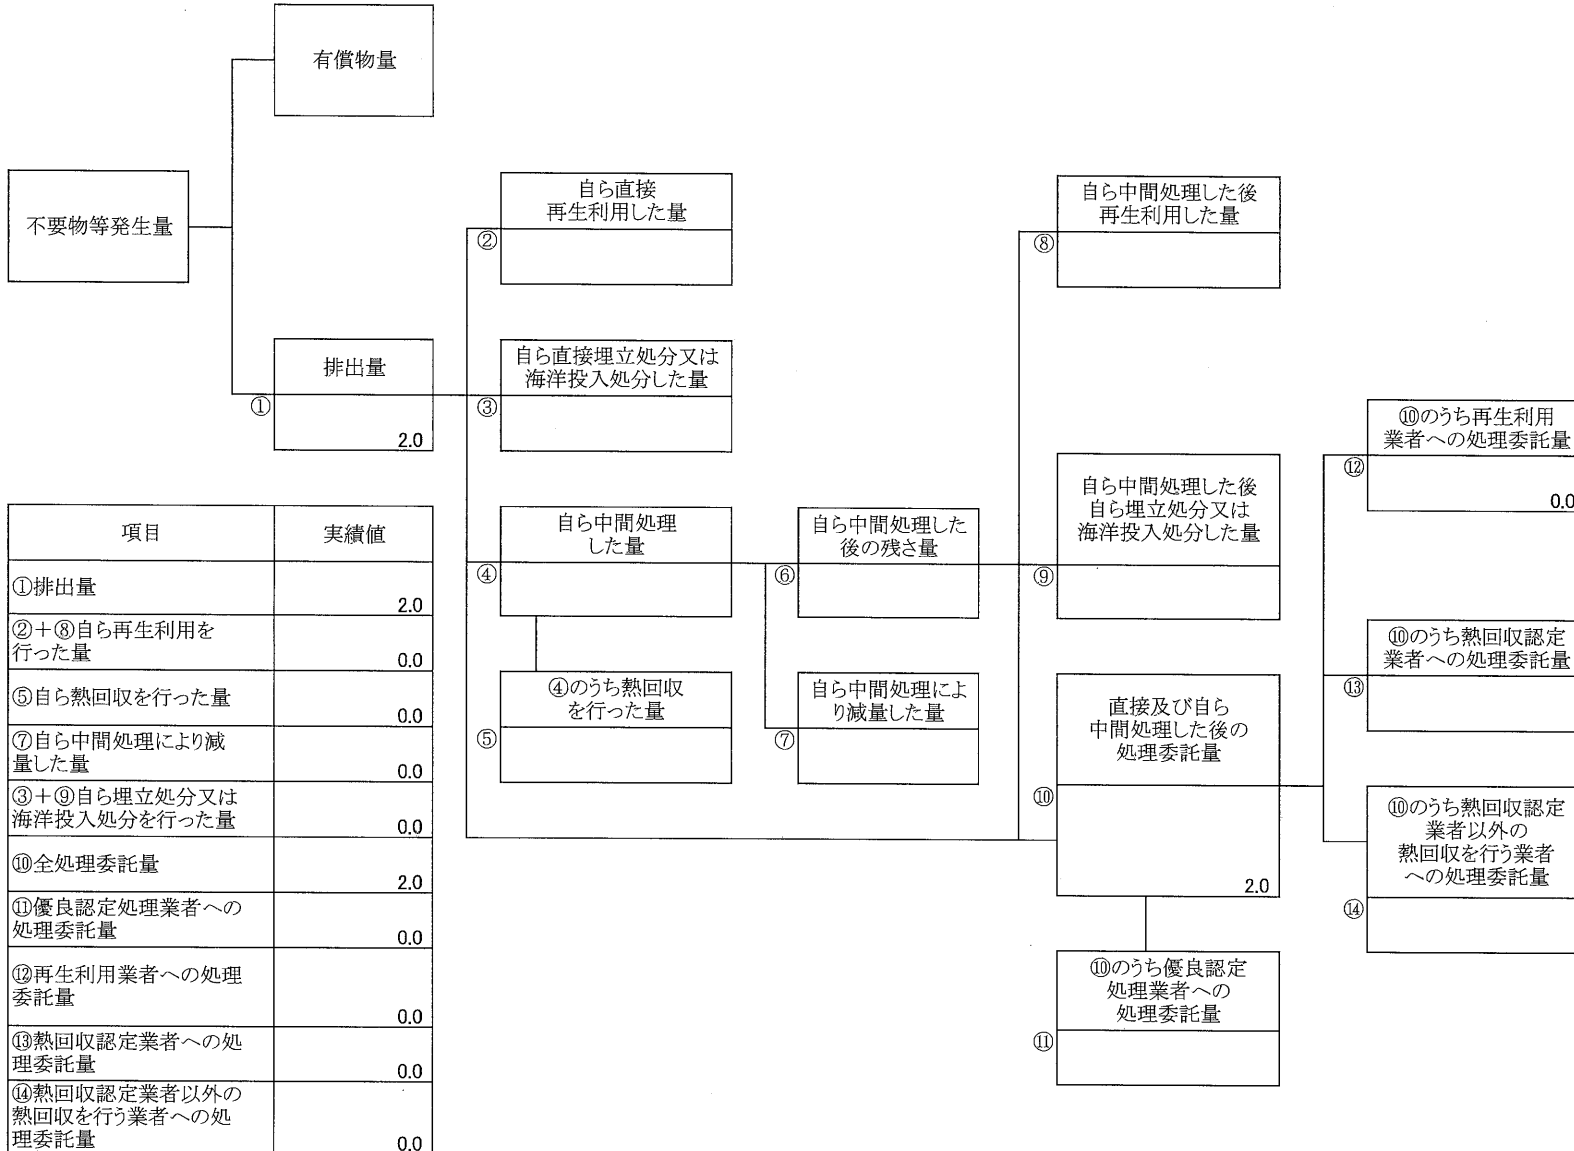 有償物量
不要物等発生量
排出量
①
2.0
自ら直接
再生利用した量
②
自ら直接埋立処分又は
海洋投入処分した量
③
自ら中間処理
した量
④
④のうち熱回収
を行った量
⑤
自ら中間処理した
後の残さ量
⑥
自ら中間処理によ
り減量した量
⑦
自ら中間処理した後
再生利用した量
⑧
自ら中間処理した後
自ら埋立処分又は
海洋投入処分した量
⑨
直接及び自ら
中間処理した後の
処理委託量
⑩
2.0
⑩のうち優良認定
処理業者への
処理委託量
⑪
⑩のうち再生利用
業者への処理委託量
⑫
0.0
⑩のうち熱回収認定
業者への処理委託量
⑬
⑩のうち熱回収認定
業者以外の
熱回収を行う業者
への処理委託量
⑭
項目 実績値
①排出量
2.0
②+⑧自ら再生利用を
行った量
0.0
⑤自ら熱回収を行った量
0.0
⑦自ら中間処理により減
量した量
0.0
③+⑨自ら埋立処分又は
海洋投入処分を行った量
0.0
⑩全処理委託量
2.0
⑪優良認定処理業者への
処理委託量
0.0
⑫再生利用業者への処理
委託量
0.0
⑬熱回収認定業者への処
理委託量
0.0
⑭熱回収認定業者以外の
熱回収を行う業者への処
理委託量
0.0